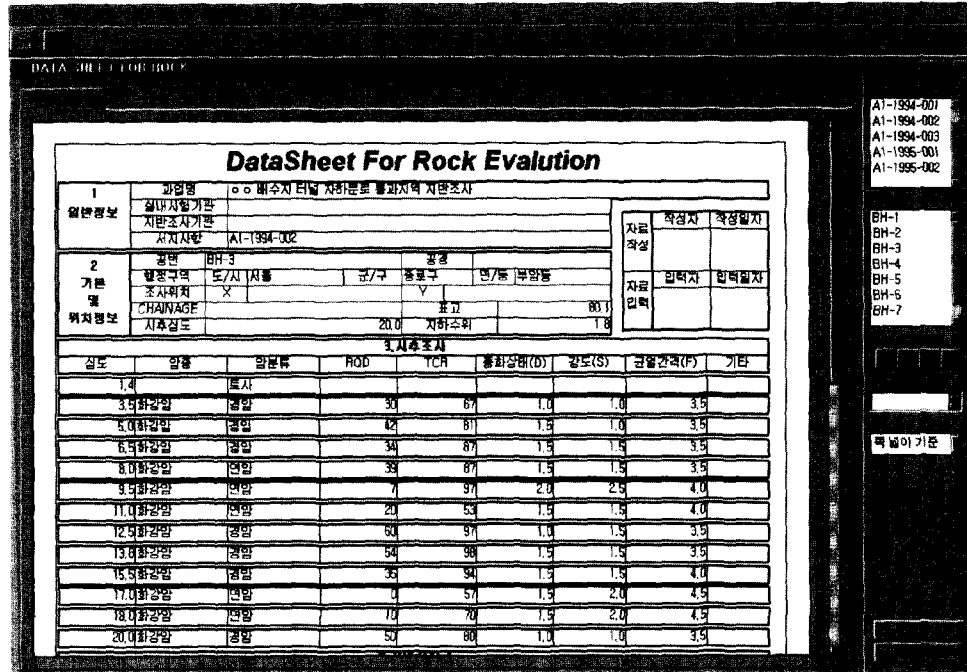 DATA SHEET FOR ROCK
DataSheet For Rock Evalution
1 일반정보
과업명 ㅇㅇ 배수지 터널 자하문로 통과지역 지반조사
실내시험기관
지반조사기관
서지사항 A1-1994-002
자료작성 작성자 작성일자
자료입력 입력자 입력일자
2 기본 및 위치정보
공번 BH-3 공경
행정구역 도/시 서울 군/구 종로구 면/동 부암동
조사위치 X Y
CHAINAGE 표고 80.1
시추심도 20.0 지하수위 1.8
3.시추조사
심도 암종 암분류 RQD TCR 풍화상태(D) 강도(S) 균열간격(F) 기타
1.4 토사
3.5 화강암 경암 30 67 1.0 1.0 3.5
5.0 화강암 경암 42 81 1.5 1.0 3.5
6.5 화강암 경암 34 87 1.5 1.5 3.5
8.0 화강암 연암 39 87 1.5 1.5 3.5
9.5 화강암 연암 7 97 2.0 2.5 4.0
11.0 화강암 연암 20 53 1.5 1.5 4.0
12.5 화강암 경암 60 97 1.0 1.5 3.5
13.8 화강암 경암 54 98 1.5 1.5 3.5
15.5 화강암 경암 35 94 1.5 1.5 4.0
17.0 화강암 연암 0 57 1.5 2.0 4.5
18.0 화강암 연암 10 70 1.5 2.0 4.5
20.0 화강암 경암 50 80 1.0 1.0 3.5
A1-1994-001
A1-1994-002
A1-1994-003
A1-1995-001
A1-1995-002
BH-1
BH-2
BH-3
BH-4
BH-5
BH-6
BH-7
폭 넓이 기준